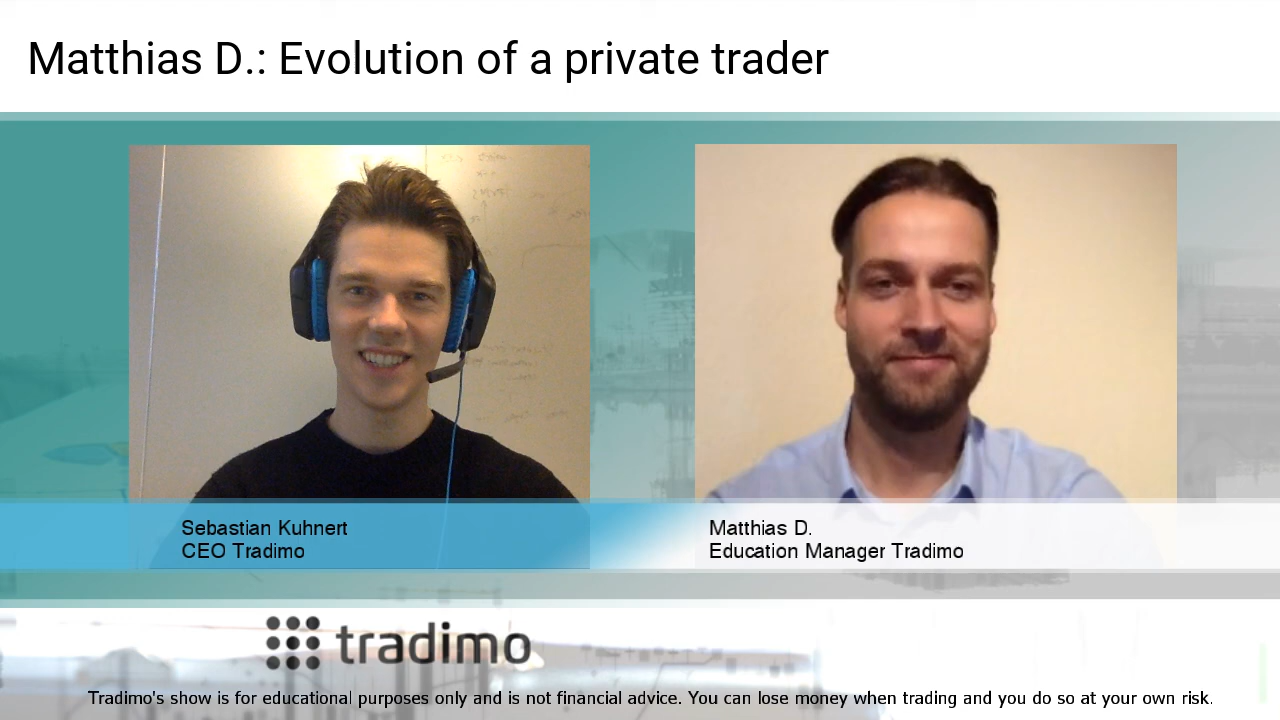 Matthias D.: Evolution of a private trader
Sebastian Kuhnert
CEO Tradimo
Matthias D.
Education Manager Tradimo
tradimo
Tradimo's show is for educational purposes only and is not financial advice. You can lose money when trading and you do so at your own risk.